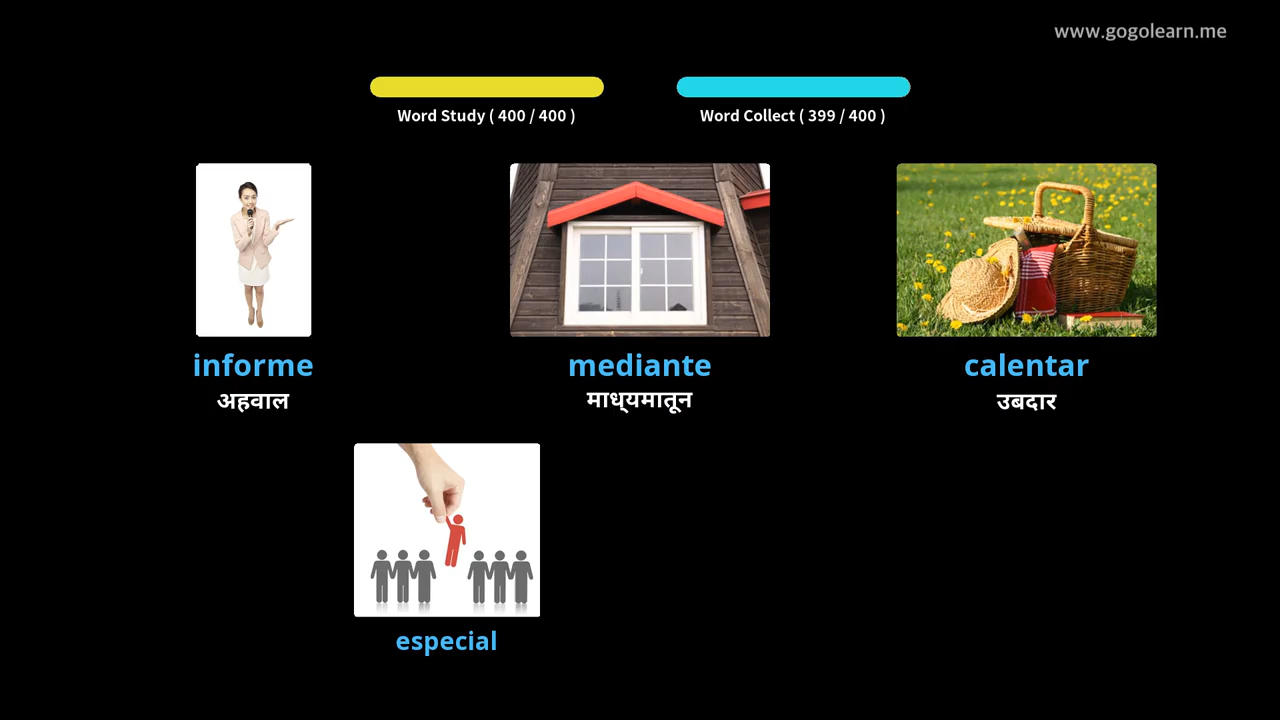 www.gogolearn.me
Word Study ( 400 / 400 )
Word Collect ( 399 / 400 )
informe
mediante
calentar
अहवाल
माध्यमातून
उबदार
especial